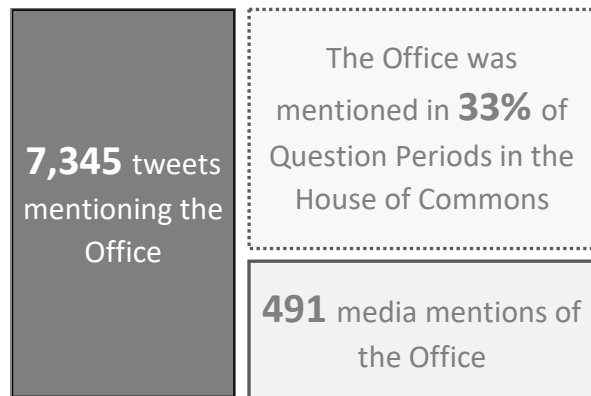 7,345 tweets
mentioning the
Office
The Office was
mentioned in 33% of
Question Periods in the
House of Commons
491 media mentions of
the Office